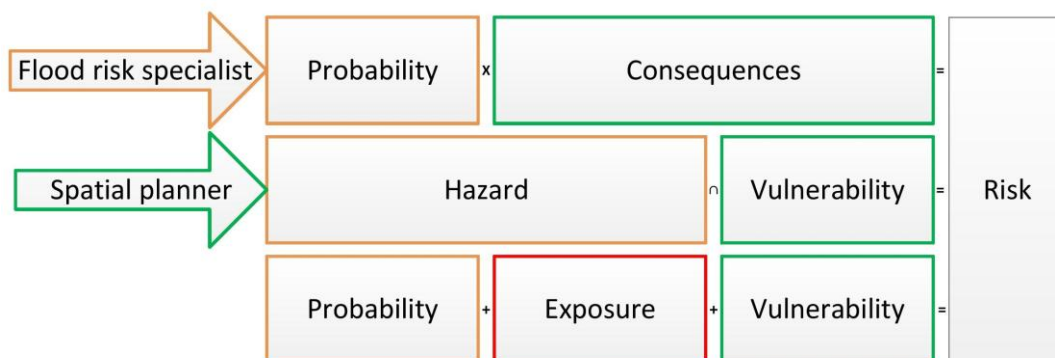 Flood risk specialist Probability x Consequences =
Spatial planner Hazard ∩ Vulnerability = Risk
Probability + Exposure + Vulnerability =